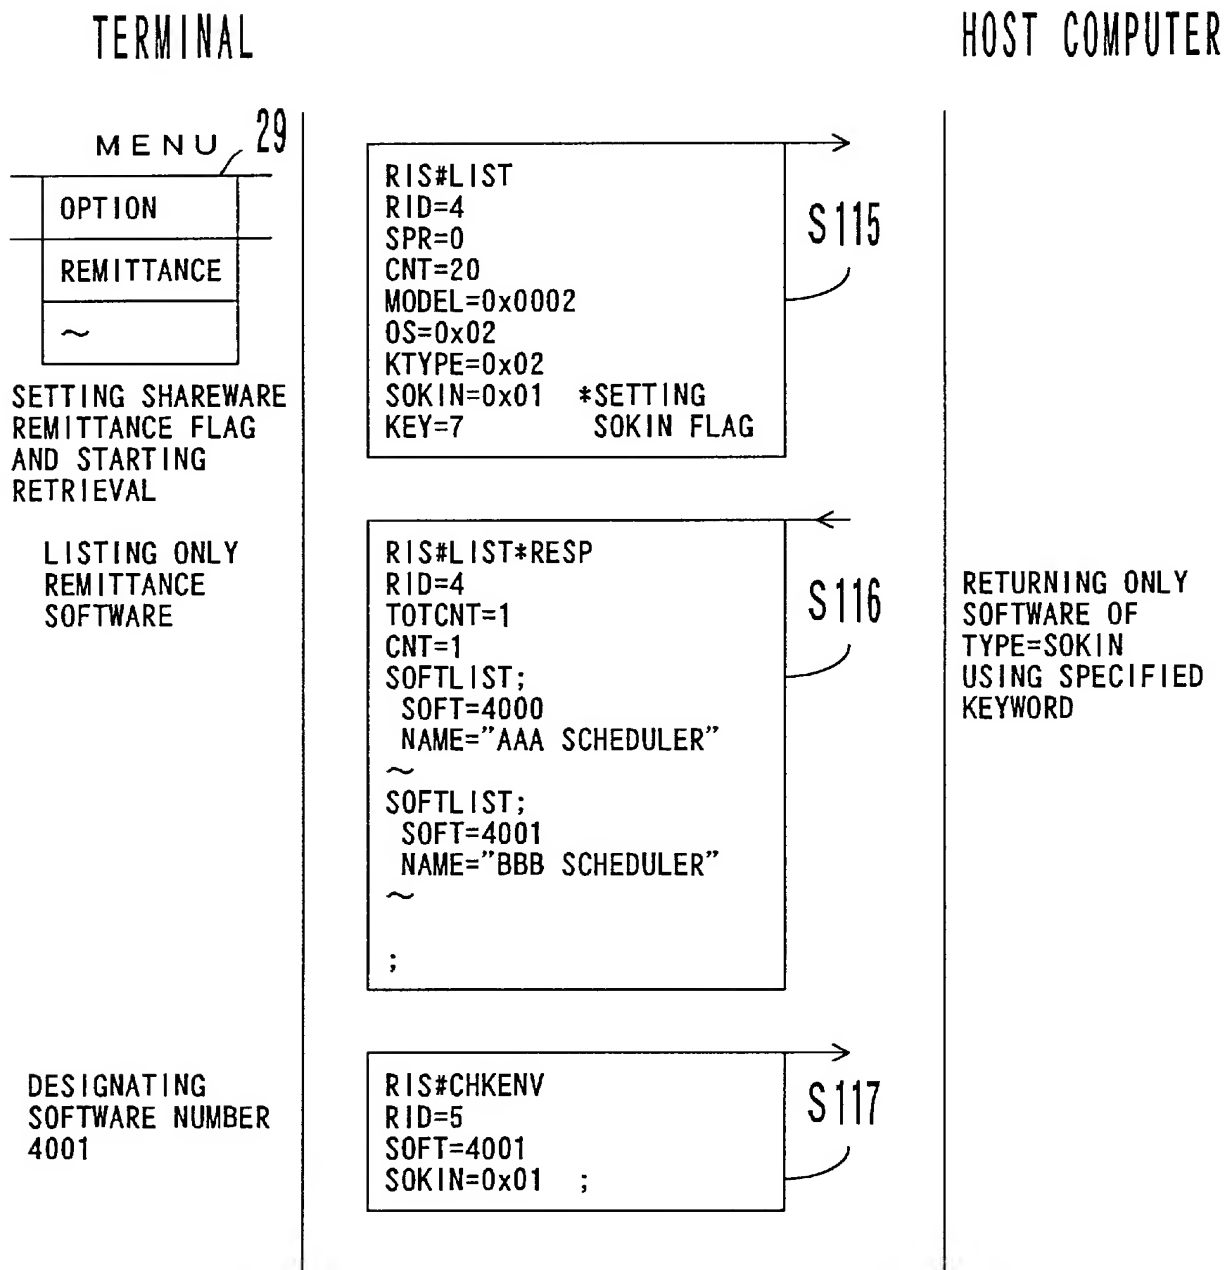 TERMINAL
HOST COMPUTER
MENU
29
OPTION
REMITTANCE
~
SETTING SHAREWARE
REMITTANCE FLAG
AND STARTING
RETRIEVAL
RIS#LIST
RID=4
SPR=0
CNT=20
MODEL=0x0002
OS=0x02
KTYPE=0x02
SOKIN=0x01 *SETTING
KEY=7 SOKIN FLAG
S115
LISTING ONLY
REMITTANCE
SOFTWARE
RIS#LIST*RESP
RID=4
TOTCNT=1
CNT=1
SOFTLIST;
SOFT=4000
NAME="AAA SCHEDULER"
~
SOFTLIST;
SOFT=4001
NAME="BBB SCHEDULER"
~
;
S116
RETURNING ONLY
SOFTWARE OF
TYPE=SOKIN
USING SPECIFIED
KEYWORD
DESIGNATING
SOFTWARE NUMBER
4001
RIS#CHKENV
RID=5
SOFT=4001
SOKIN=0x01 ;
S117